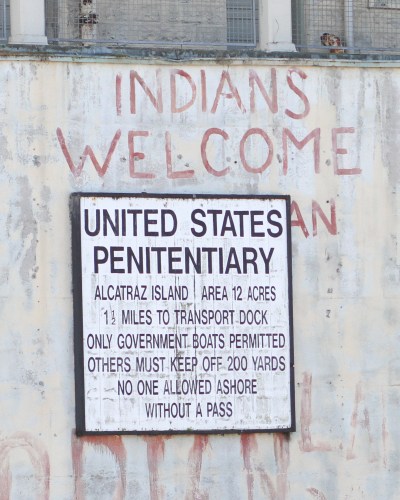 INDIANS
WELCOME
UNITED STATES
PENITENTIARY
ALCATRAZ ISLAND AREA 12 ACRES
1½ MILES TO TRANSPORT DOCK
ONLY GOVERNMENT BOATS PERMITTED
OTHERS MUST KEEP OFF 200 YARDS
NO ONE ALLOWED ASHORE
WITHOUT A PASS